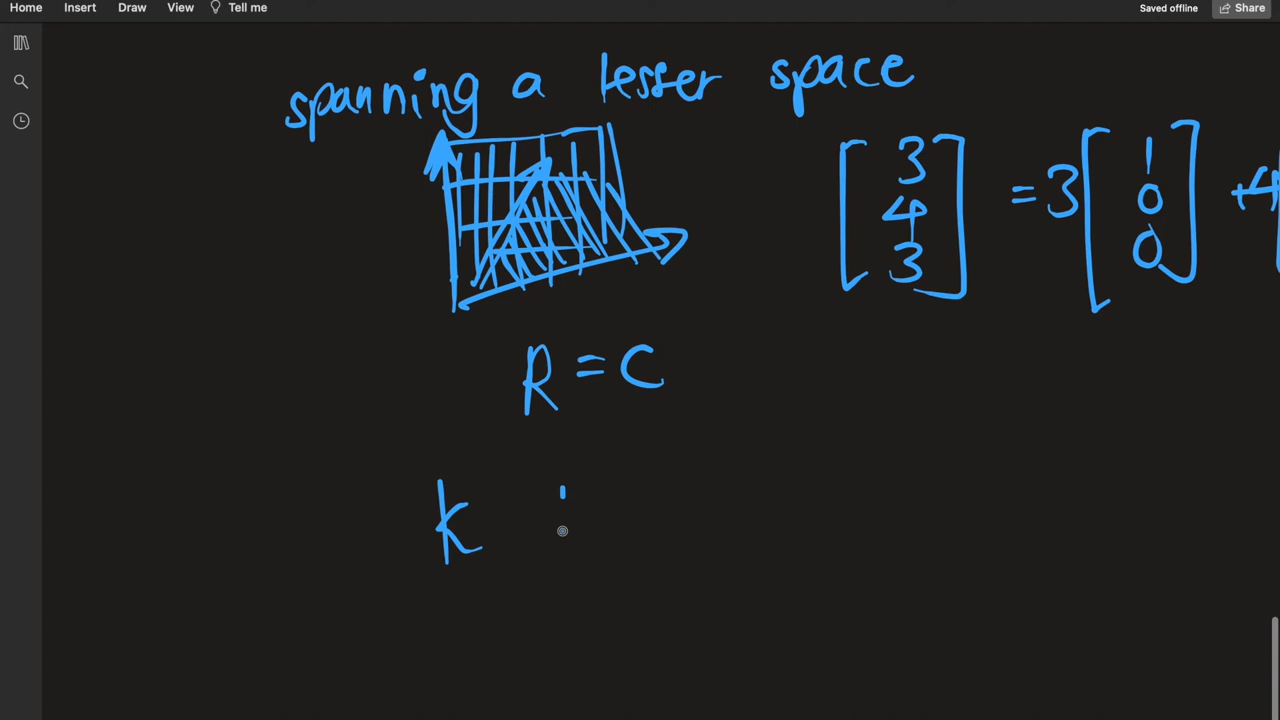 Home Insert Draw View Tell me Saved offline Share
spanning a lesser space
[3 4 3] = 3 [1 0 0] +4
R = C
k